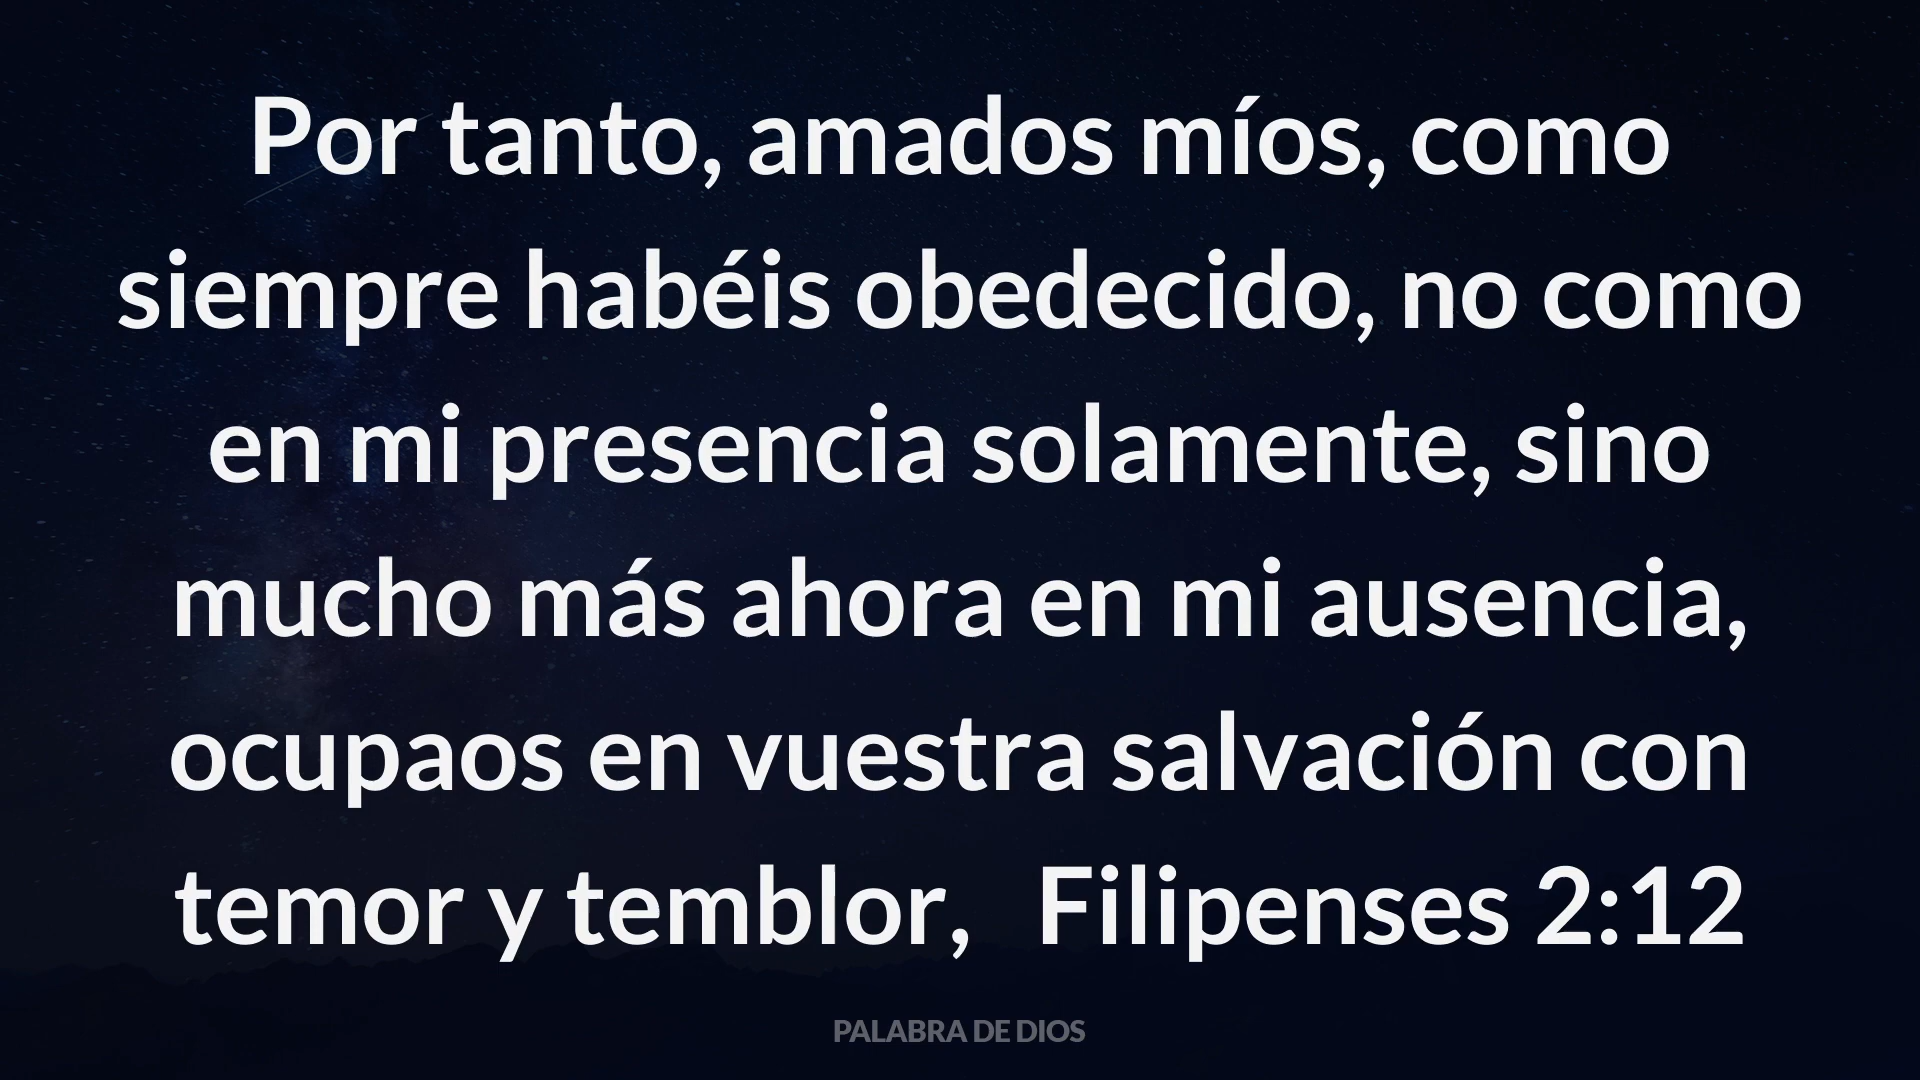 Por tanto, amados míos, como
siempre habéis obedecido, no como
en mi presencia solamente, sino
mucho más ahora en mi ausencia,
ocupaos en vuestra salvación con
temor y temblor,   Filipenses 2:12
PALABRA DE DIOS